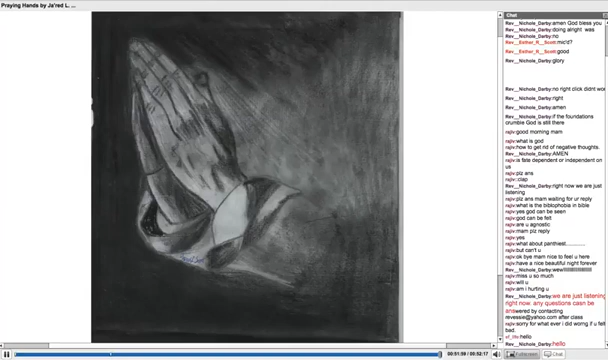 Praying Hands by Ja'red L. ...
Chat
Rev__Nichole_Darby:amen God bless you
Rev__Nichole_Darby:doing alright was
Rev__Nichole_Darby:no
Rev__Esther_R__Scott:mic'd?
Rev__Esther_R__Scott:good
Rev__Nichole_Darby:glory
Rev__Nichole_Darby:no right click didnt wo
Rev__Nichole_Darby:right
Rev__Nichole_Darby:amen
Rev__Nichole_Darby:if the foundations
crumble God is still there
rajiv:good morning mam
rajiv:what is god
rajiv:how to get rid of negative thoughts.
Rev__Nichole_Darby:AMEN
rajiv:is fate dependent or independent on
us
rajiv:plz ans
rajiv::clap
Rev__Nichole_Darby:right now we are just
listening
rajiv:plz ans mam waiting for ur reply
rajiv:what is the bibliophobia in bible
rajiv:yes god can be seen
rajiv:god can be felt
rajiv:are u agnostic
rajiv:mam plz reply
rajiv:yes
rajiv:what about panthiest.............
rajiv:but can't u
rajiv:ok bye mam nice to feel u here
rajiv:have a nice beautiful night forever
rajiv:miss u so much
rajiv:will u
rajiv:am i hurting u
Rev__Nichole_Darby:we are just listening
right now. any questions casn be
answered by contacting
revessie@yahoo.com after class
rajiv:sorry for what ever i did worng if u fel
bad.
hello
Rev__Nichole_Darby:hello
00:51:59 / 00:52:17
Fullscreen
Chat